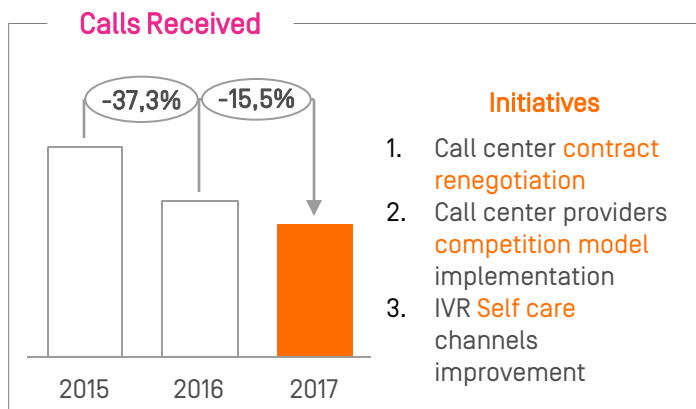 Calls Received
-37,3%
-15,5%
2015
2016
2017
Initiatives
1. Call center contract
renegotiation
2. Call center providers
competition model
implementation
3. IVR Self care
channels
improvement